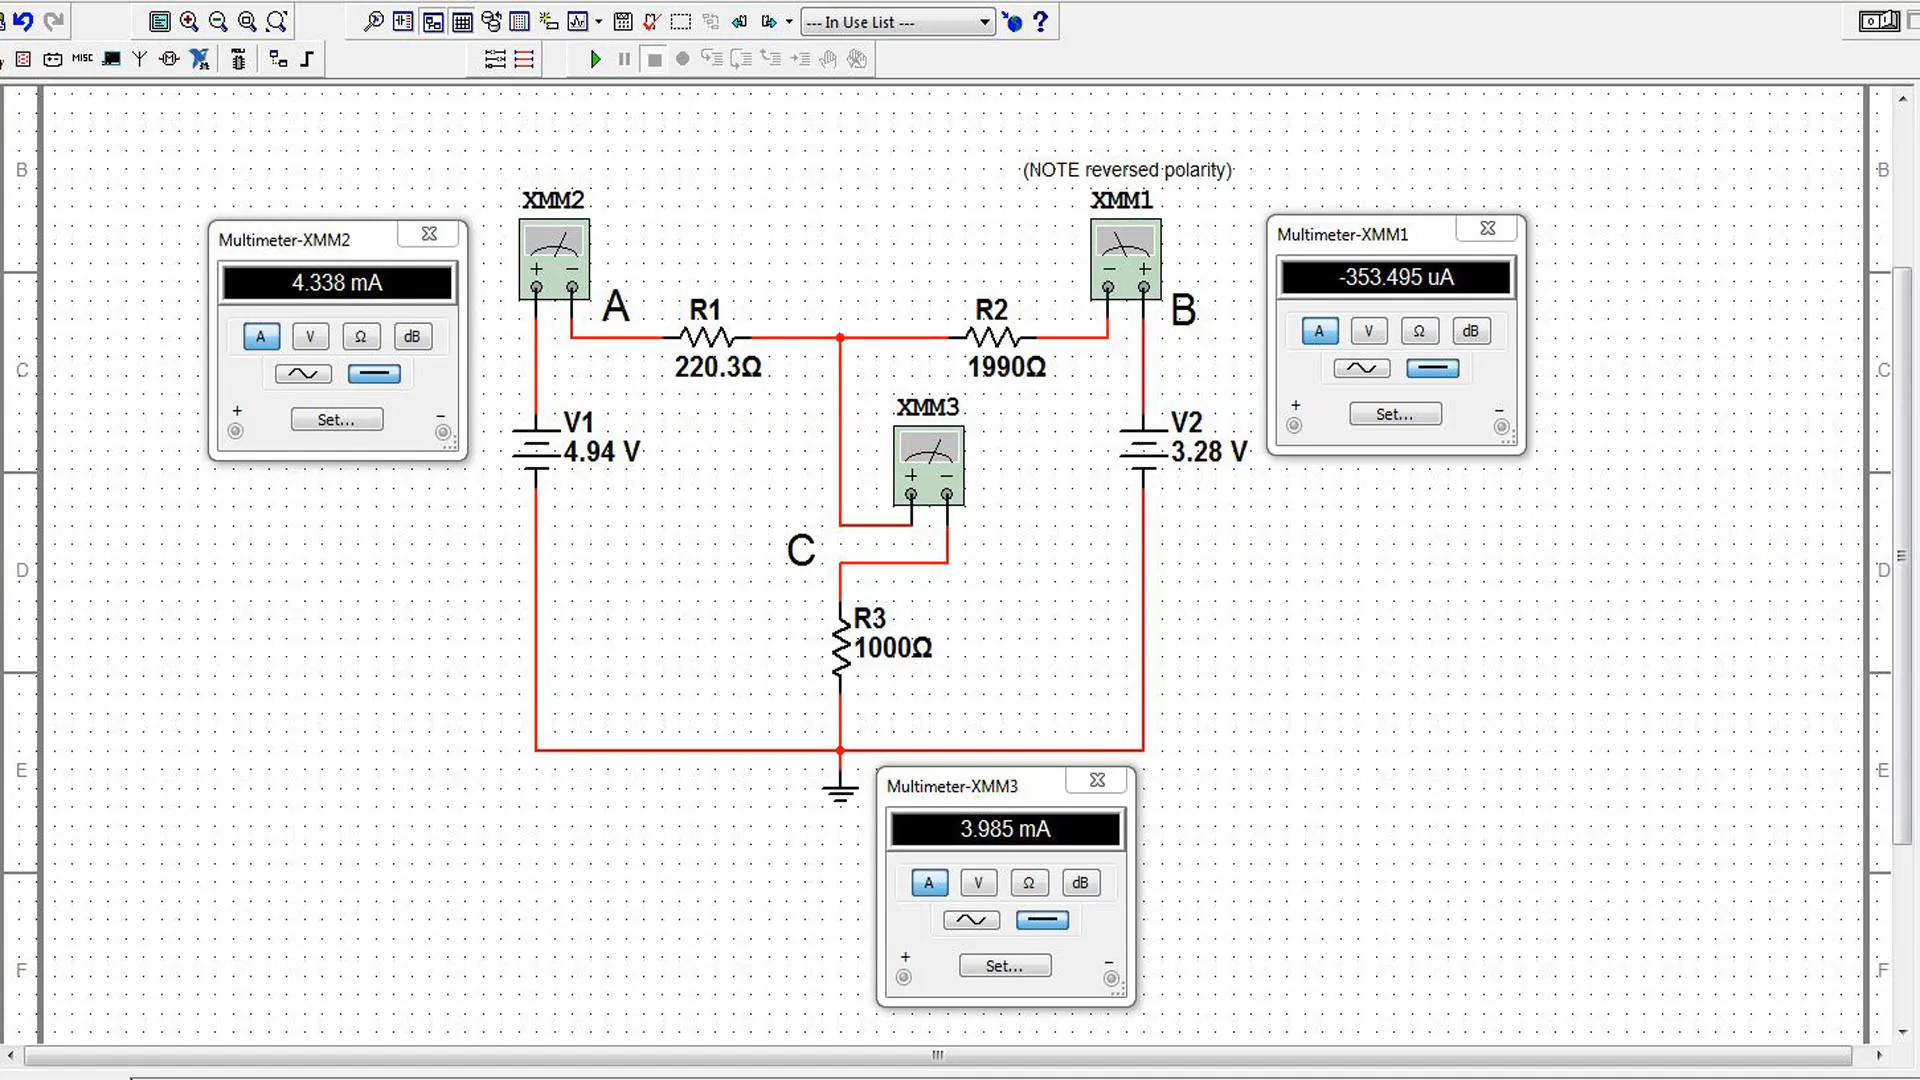 --- In Use List ---
MISC
(NOTE reversed polarity)
B
B
XMM2
XMM1
Multimeter-XMM2
Multimeter-XMM1
4.338 mA
-353.495 uA
+ −
− +
A
R1
R2
B
A V Ω dB
A V Ω dB
220.3Ω
1990Ω
C
C
XMM3
+ −
+ −
Set...
Set...
V1
4.94 V
V2
3.28 V
+ −
C
D
D
R3
1000Ω
E
E
Multimeter-XMM3
3.985 mA
A V Ω dB
+ −
Set...
F
F